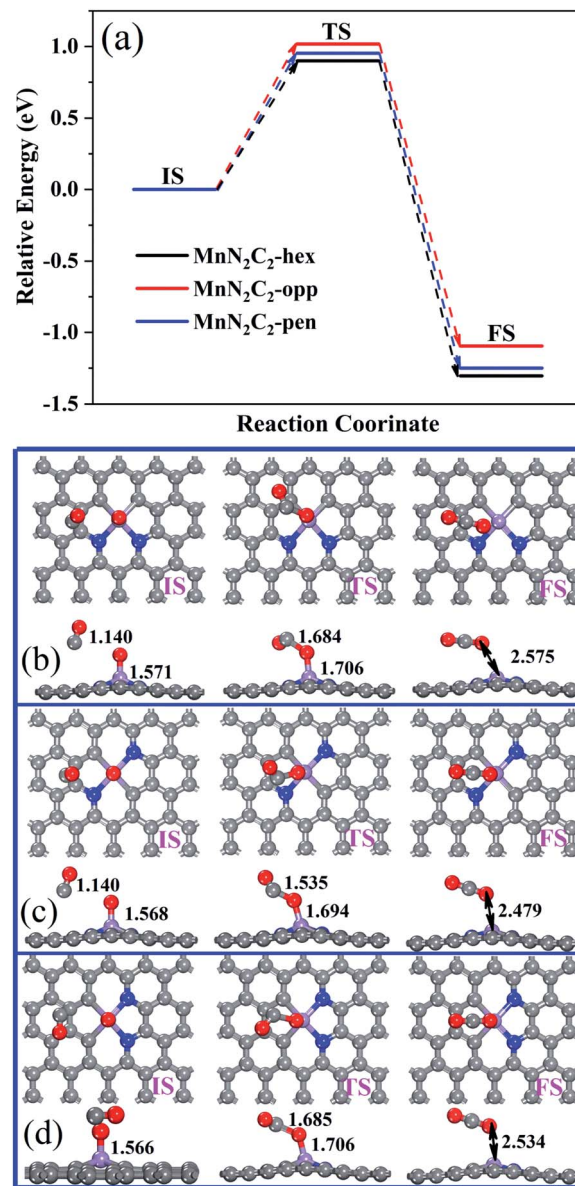 (a)
TS
1.0
0.5
IS
0.0
-0.5
MnN₂C₂-hex
MnN₂C₂-opp
FS
-1.0
MnN₂C₂-pen
-1.5
Relative Energy (eV)
Reaction Coorinate
IS
TS
FS
(b)
1.140
1.571
1.684
1.706
2.575
IS
TS
FS
(c)
1.140
1.568
1.535
1.694
2.479
IS
TS
FS
(d)
1.566
1.685
1.706
2.534